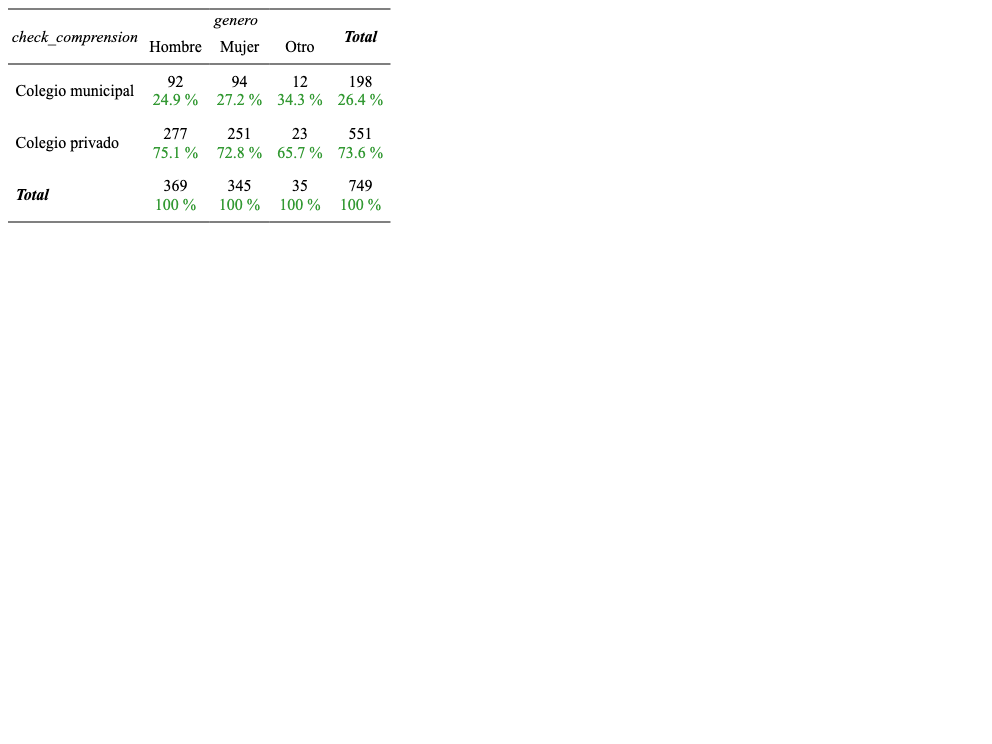 check_comprension genero Total
Hombre Mujer Otro
Colegio municipal 92 94 12 198
24.9 % 27.2 % 34.3 % 26.4 %
Colegio privado 277 251 23 551
75.1 % 72.8 % 65.7 % 73.6 %
Total 369 345 35 749
100 % 100 % 100 % 100 %